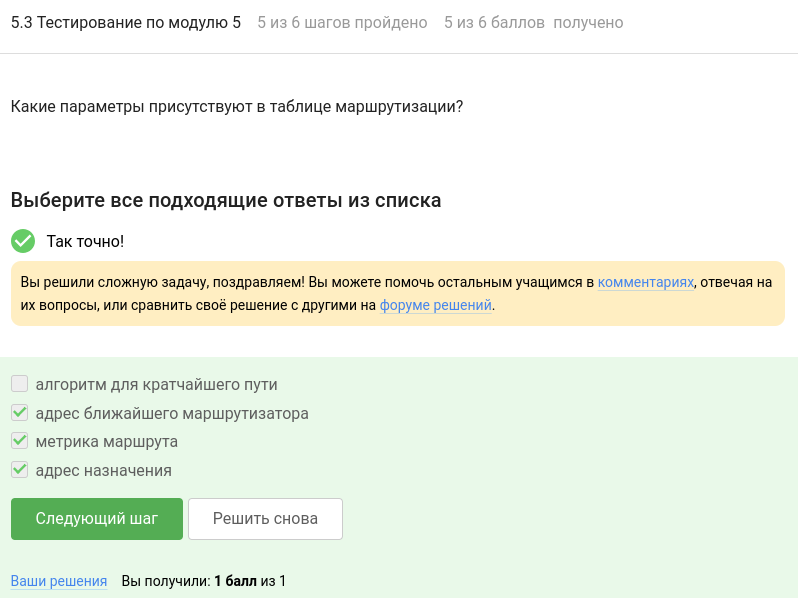 5.3 Тестирование по модулю 5 5 из 6 шагов пройдено 5 из 6 баллов получено
Какие параметры присутствуют в таблице маршрутизации?
Выберите все подходящие ответы из списка
Так точно!
Вы решили сложную задачу, поздравляем! Вы можете помочь остальным учащимся в комментариях, отвечая на
их вопросы, или сравнить своё решение с другими на форуме решений.
алгоритм для кратчайшего пути
адрес ближайшего маршрутизатора
метрика маршрута
адрес назначения
Следующий шаг Решить снова
Ваши решения Вы получили: 1 балл из 1